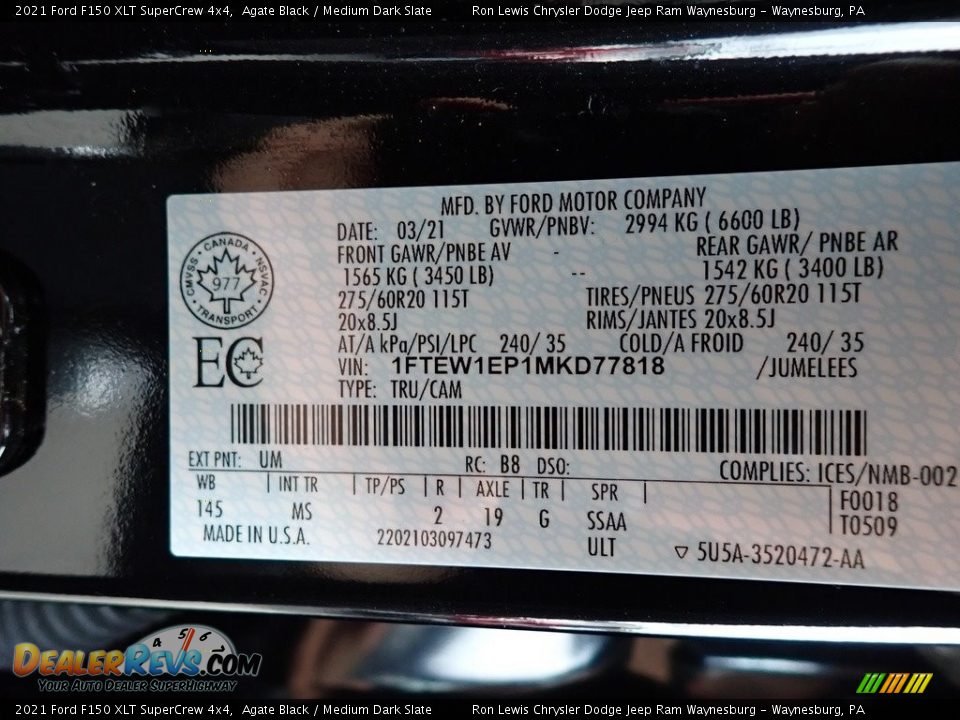 2021 Ford F150 XLT SuperCrew 4x4, Agate Black / Medium Dark Slate Ron Lewis Chrysler Dodge Jeep Ram Waynesburg - Waynesburg, PA
MFD. BY FORD MOTOR COMPANY
DATE: 03/21 GVWR/PNBV: 2994 KG ( 6600 LB)
FRONT GAWR/PNBE AV - REAR GAWR/ PNBE AR
1565 KG ( 3450 LB) -- 1542 KG ( 3400 LB)
275/60R20 115T TIRES/PNEUS 275/60R20 115T
20x8.5J RIMS/JANTES 20x8.5J
AT/A kPa/PSI/LPC 240/ 35 COLD/A FROID 240/ 35
VIN: 1FTEW1EP1MKD77818 /JUMELEES
TYPE: TRU/CAM
CMVSS • CANADA • NSVAC • TRANSPORT •
977
EC
EXT PNT: UM RC: B8 DSO: COMPLIES: ICES/NMB-002
WB | INT TR | TP/PS | R | AXLE | TR | SPR | F0018
145 MS 2 19 G SSAA T0509
MADE IN U.S.A. 2202103097473 ULT ▽ 5U5A-3520472-AA
4 5 6
DEALERREVS.COM
Your Auto Dealer SuperHighway
2021 Ford F150 XLT SuperCrew 4x4, Agate Black / Medium Dark Slate Ron Lewis Chrysler Dodge Jeep Ram Waynesburg - Waynesburg, PA